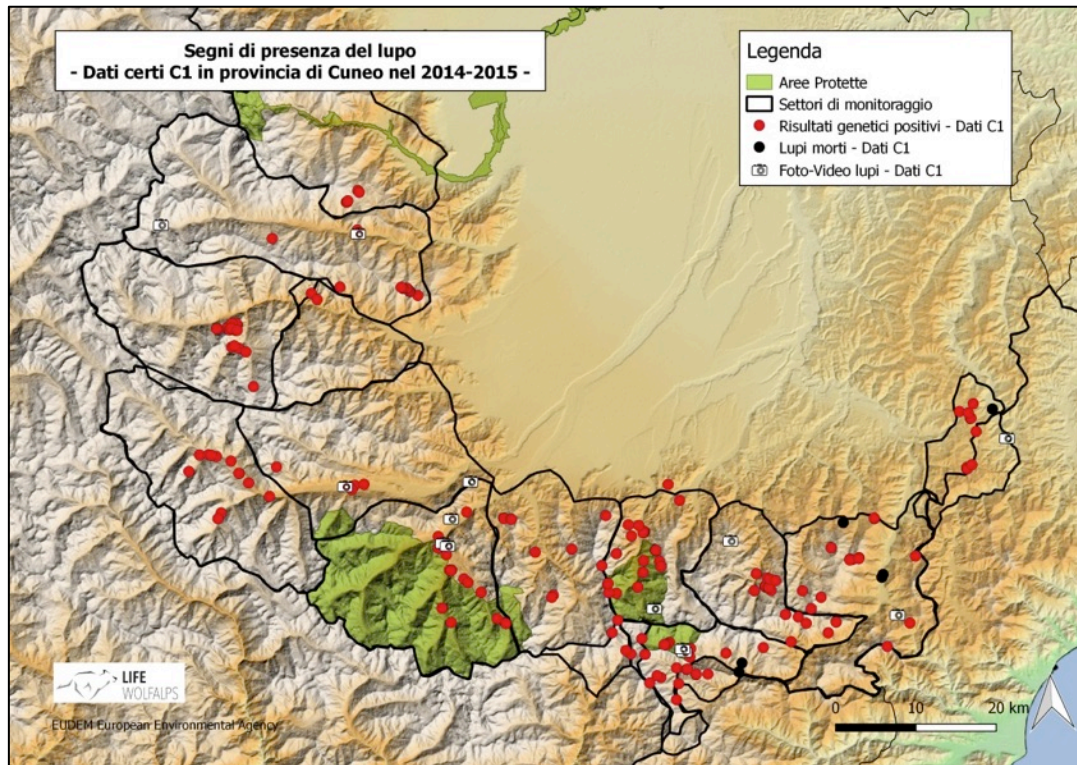 Segni di presenza del lupo
- Dati certi C1 in provincia di Cuneo nel 2014-2015 -
Legenda
Aree Protette
Settori di monitoraggio
Risultati genetici positivi - Dati C1
Lupi morti - Dati C1
Foto-Video lupi - Dati C1
LIFE
WOLFALPS
EUDEM European Environmental Agency
0 10 20 km